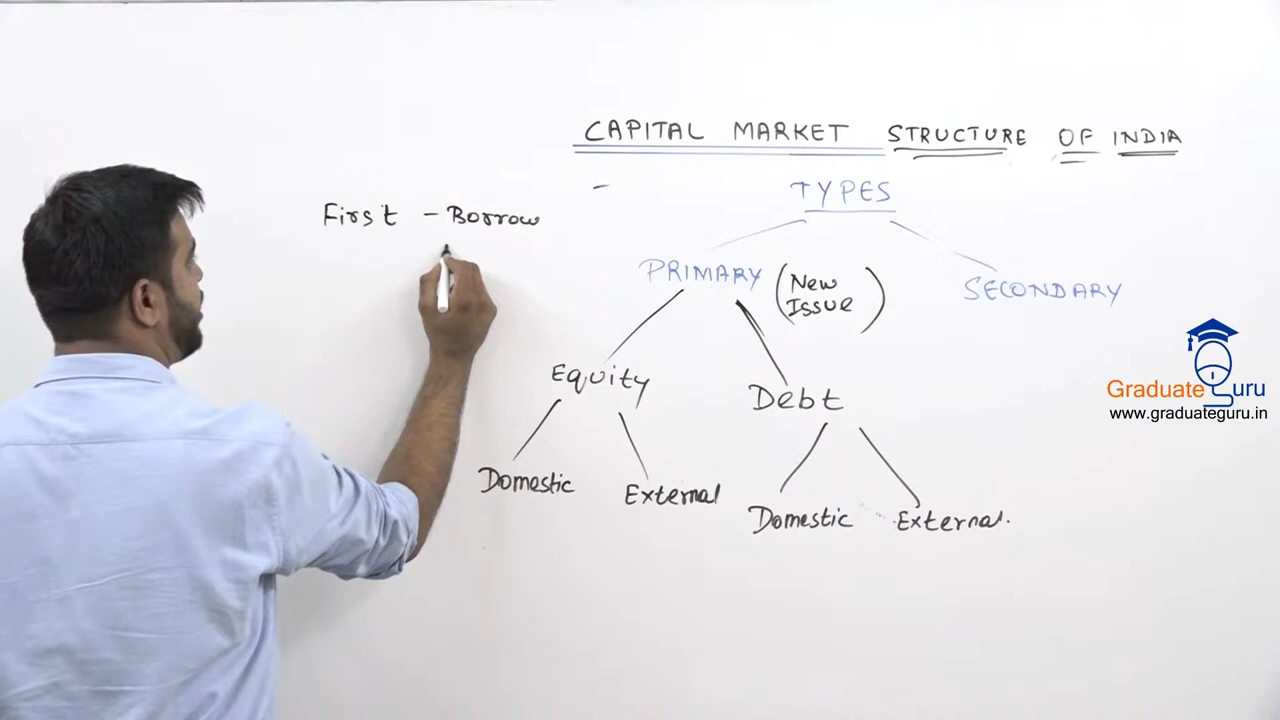 CAPITAL MARKET STRUCTURE OF INDIA
TYPES
First - Borrow
PRIMARY (New Issue)
SECONDARY
Equity
Debt
Domestic
External
Domestic
External.
Graduate Guru
www.graduateguru.in